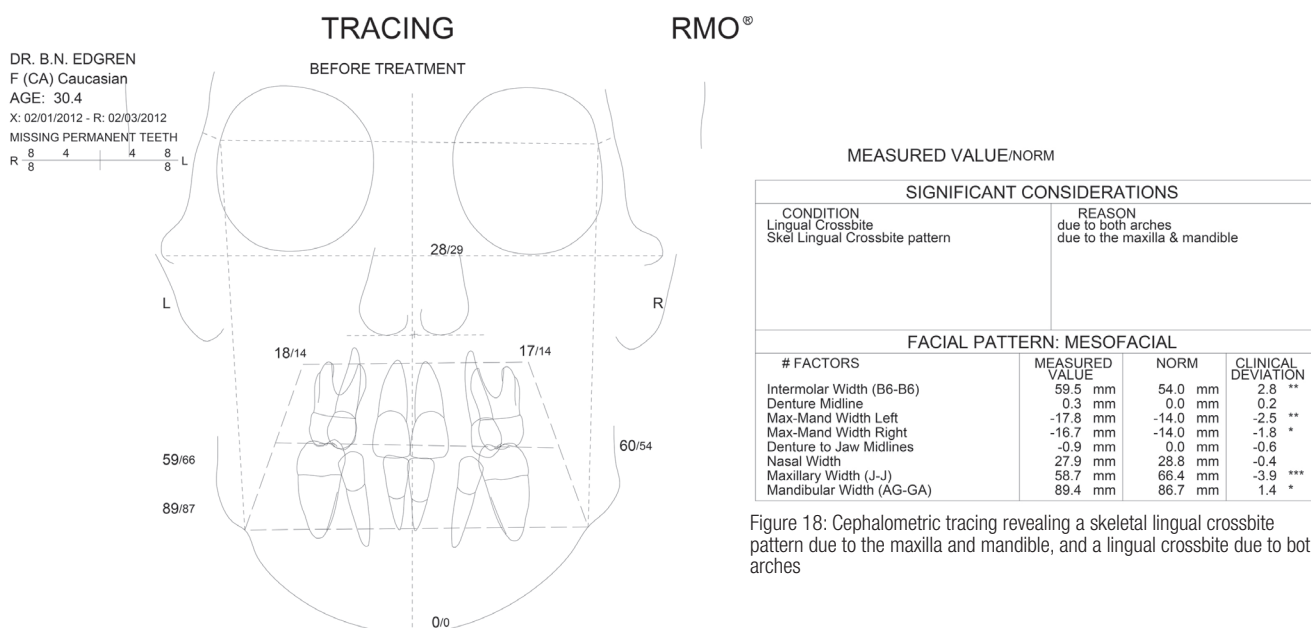 TRACING
RMO®
DR. B.N. EDGREN
F (CA) Caucasian
AGE: 30.4
X: 02/01/2012 - R: 02/03/2012
MISSING PERMANENT TEETH
8 4 4 8
R L
8 8
BEFORE TREATMENT
28/29
L
R
18/14
17/14
60/54
59/66
89/87
0/0
MEASURED VALUE/NORM
SIGNIFICANT CONSIDERATIONS
CONDITION REASON
Lingual Crossbite due to both arches
Skel Lingual Crossbite pattern due to the maxilla & mandible
FACIAL PATTERN: MESOFACIAL
# FACTORS MEASURED VALUE NORM CLINICAL DEVIATION
Intermolar Width (B6-B6) 59.5 mm 54.0 mm 2.8 **
Denture Midline 0.3 mm 0.0 mm 0.2
Max-Mand Width Left -17.8 mm -14.0 mm -2.5 **
Max-Mand Width Right -16.7 mm -14.0 mm -1.8 *
Denture to Jaw Midlines -0.9 mm 0.0 mm -0.6
Nasal Width 27.9 mm 28.8 mm -0.4
Maxillary Width (J-J) 58.7 mm 66.4 mm -3.9 ***
Mandibular Width (AG-GA) 89.4 mm 86.7 mm 1.4 *
Figure 18: Cephalometric tracing revealing a skeletal lingual crossbite
pattern due to the maxilla and mandible, and a lingual crossbite due to bot
arches